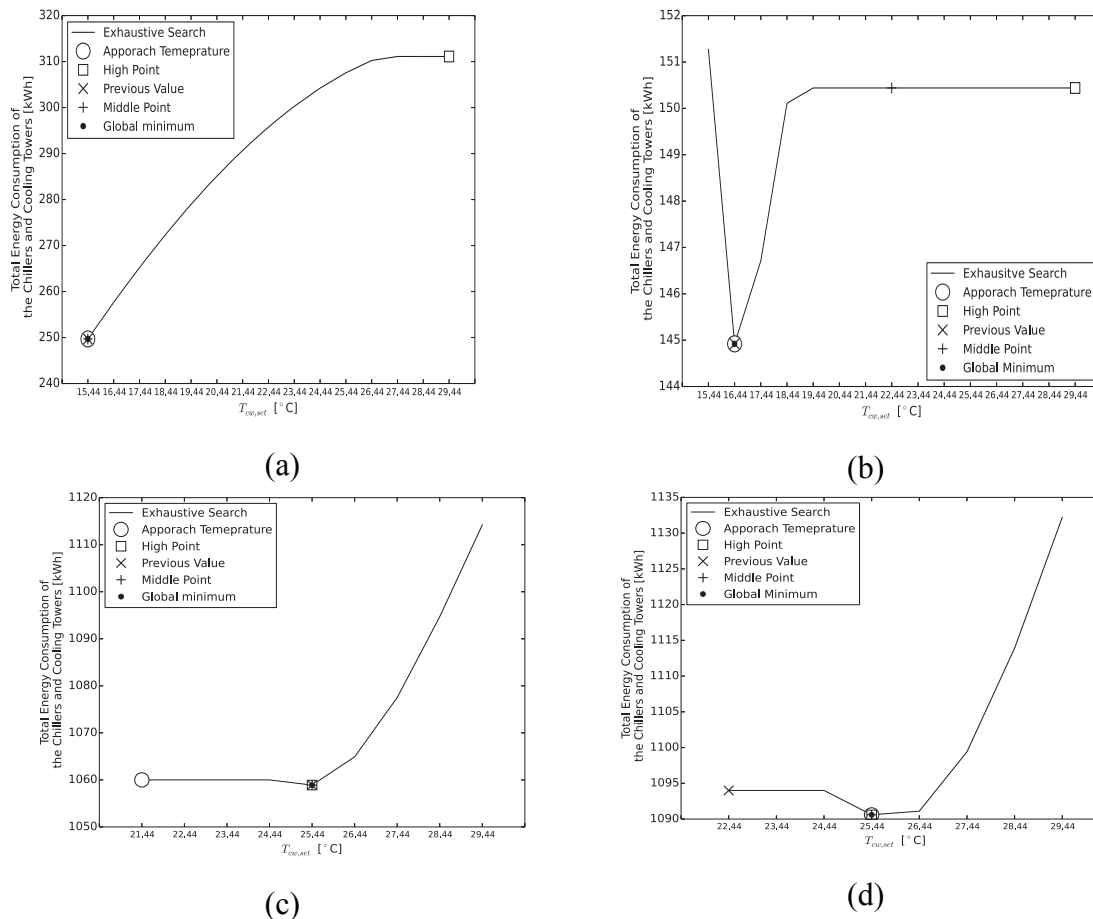 Total Energy Consumption of
the Chillers and Cooling Towers [kWh]
310
300
290
280
270
260
250
240
Exhaustive Search
Apporach Temeprature
High Point
Previous Value
Middle Point
Global minimum
15,44 16,44 17,44 18,44 19,44 20,44 21,44 22,44 23,44 24,44 25,44 26,44 27,44 28,44 29,44
T_cw,set [°C]
(a)
Total Energy Consumption of
the Chillers and Cooling Towers [kWh]
152
151
150
149
148
147
146
145
144
Exhausitve Search
Apporach Temeprature
High Point
Previous Value
Middle Point
Global Minimum
15,44 16,44 17,44 18,44 19,44 20,44 21,44 22,44 23,44 24,44 25,44 26,44 27,44 28,44 29,44
T_cw,set [°C]
(b)
Total Energy Consumption of
the Chillers and Cooling Towers [kWh]
1120
1110
1100
1090
1080
1070
1060
1050
Exhaustive Search
Apporach Temeprature
High Point
Previous Value
Middle Point
Global minimum
21,44 22,44 23,44 24,44 25,44 26,44 27,44 28,44 29,44
T_cw,set [°C]
(c)
Total Energy Consumption of
the Chillers and Cooling Towers [kWh]
1135
1130
1125
1120
1115
1110
1105
1100
1095
1090
Exhaustive Search
Apporach Temeprature
High Point
Previous Value
Middle Point
Global Minimum
22,44 23,44 24,44 25,44 26,44 27,44 28,44 29,44
T_cw,set [°C]
(d)